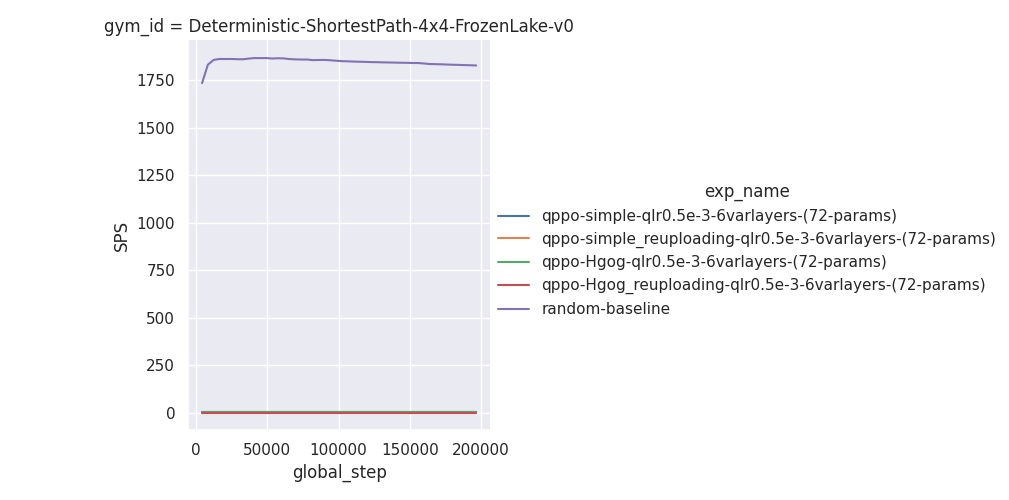 gym_id = Deterministic-ShortestPath-4x4-FrozenLake-v0
1750
1500
1250
1000
750
500
250
0
SPS
0 50000 100000 150000 200000
global_step
exp_name
qppo-simple-qlr0.5e-3-6varlayers-(72-params)
qppo-simple_reuploading-qlr0.5e-3-6varlayers-(72-params)
qppo-Hgog-qlr0.5e-3-6varlayers-(72-params)
qppo-Hgog_reuploading-qlr0.5e-3-6varlayers-(72-params)
random-baseline